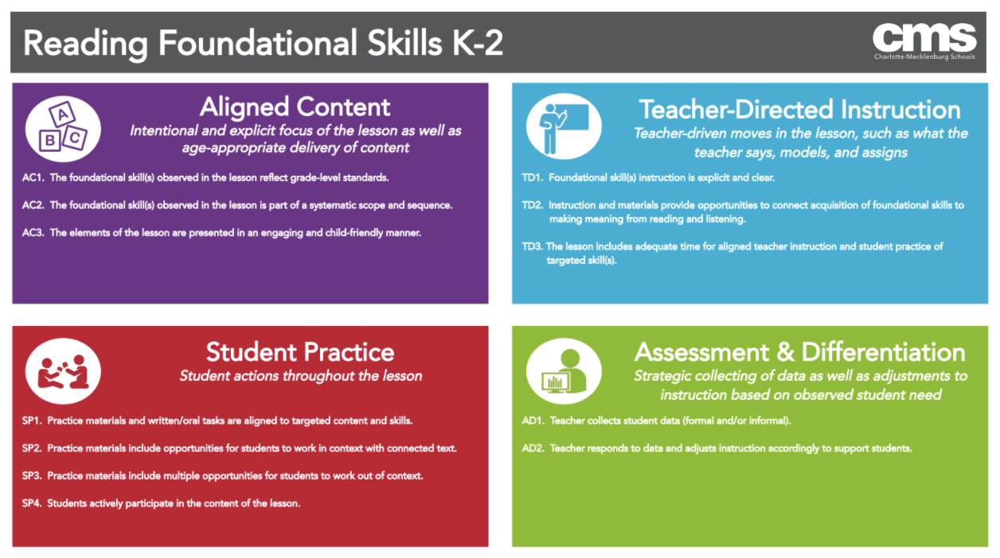 Reading Foundational Skills K-2
cms
Charlotte-Mecklenburg Schools
Aligned Content
Intentional and explicit focus of the lesson as well as
age-appropriate delivery of content
A
B
C
AC1. The foundational skill(s) observed in the lesson reflect grade-level standards.
AC2. The foundational skill(s) observed in the lesson is part of a systematic scope and sequence.
AC3. The elements of the lesson are presented in an engaging and child-friendly manner.
Teacher-Directed Instruction
Teacher-driven moves in the lesson, such as what the
teacher says, models, and assigns
TD1. Foundational skill(s) instruction is explicit and clear.
TD2. Instruction and materials provide opportunities to connect acquisition of foundational skills to
making meaning from reading and listening.
TD3. The lesson includes adequate time for aligned teacher instruction and student practice of
targeted skill(s).
Student Practice
Student actions throughout the lesson
SP1. Practice materials and written/oral tasks are aligned to targeted content and skills.
SP2. Practice materials include opportunities for students to work in context with connected text.
SP3. Practice materials include multiple opportunities for students to work out of context.
SP4. Students actively participate in the content of the lesson.
Assessment & Differentiation
Strategic collecting of data as well as adjustments to
instruction based on observed student need
AD1. Teacher collects student data (formal and/or informal).
AD2. Teacher responds to data and adjusts instruction accordingly to support students.